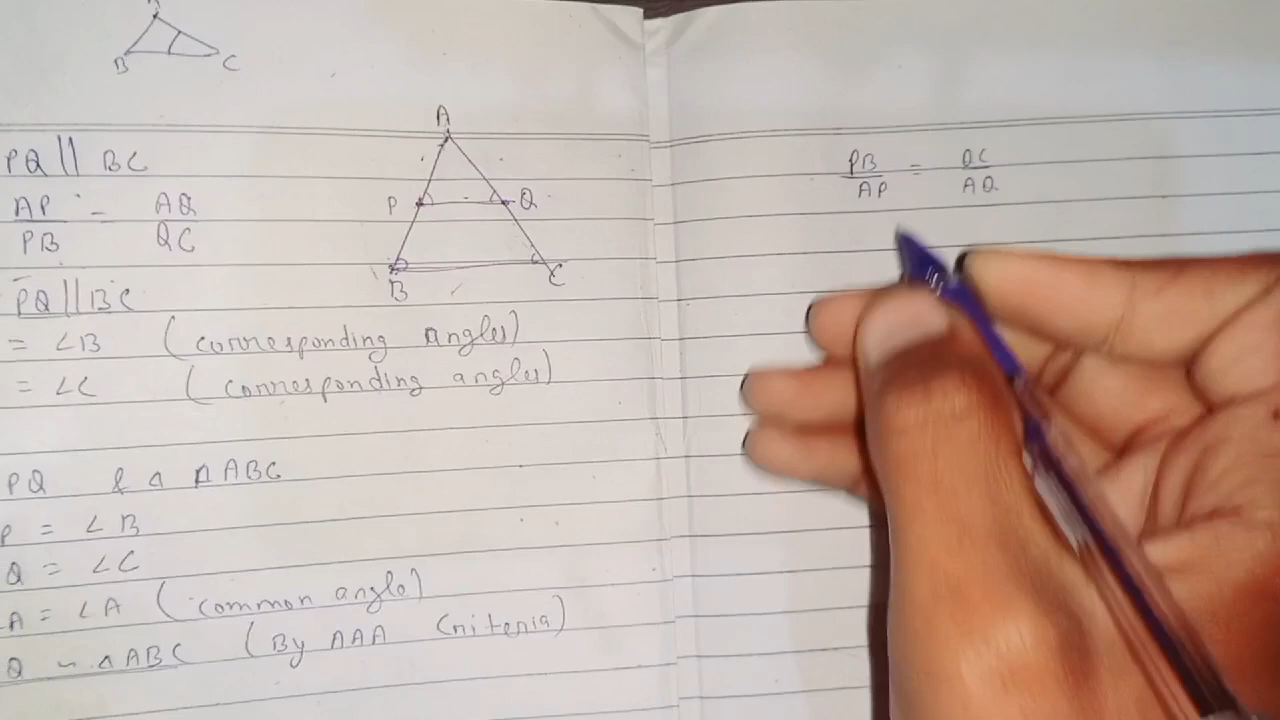 B C
A
P Q
B C
PQ || BC
AP/PB = AQ/QC
PQ || BC
= ∠B (corresponding angles)
= ∠C (corresponding angles)
PQ & △ △ABC
P = ∠B
Q = ∠C
A = ∠A (common angle)
Q ~ △ABC (By AAA Criteria)
PB/AP = QC/AQ